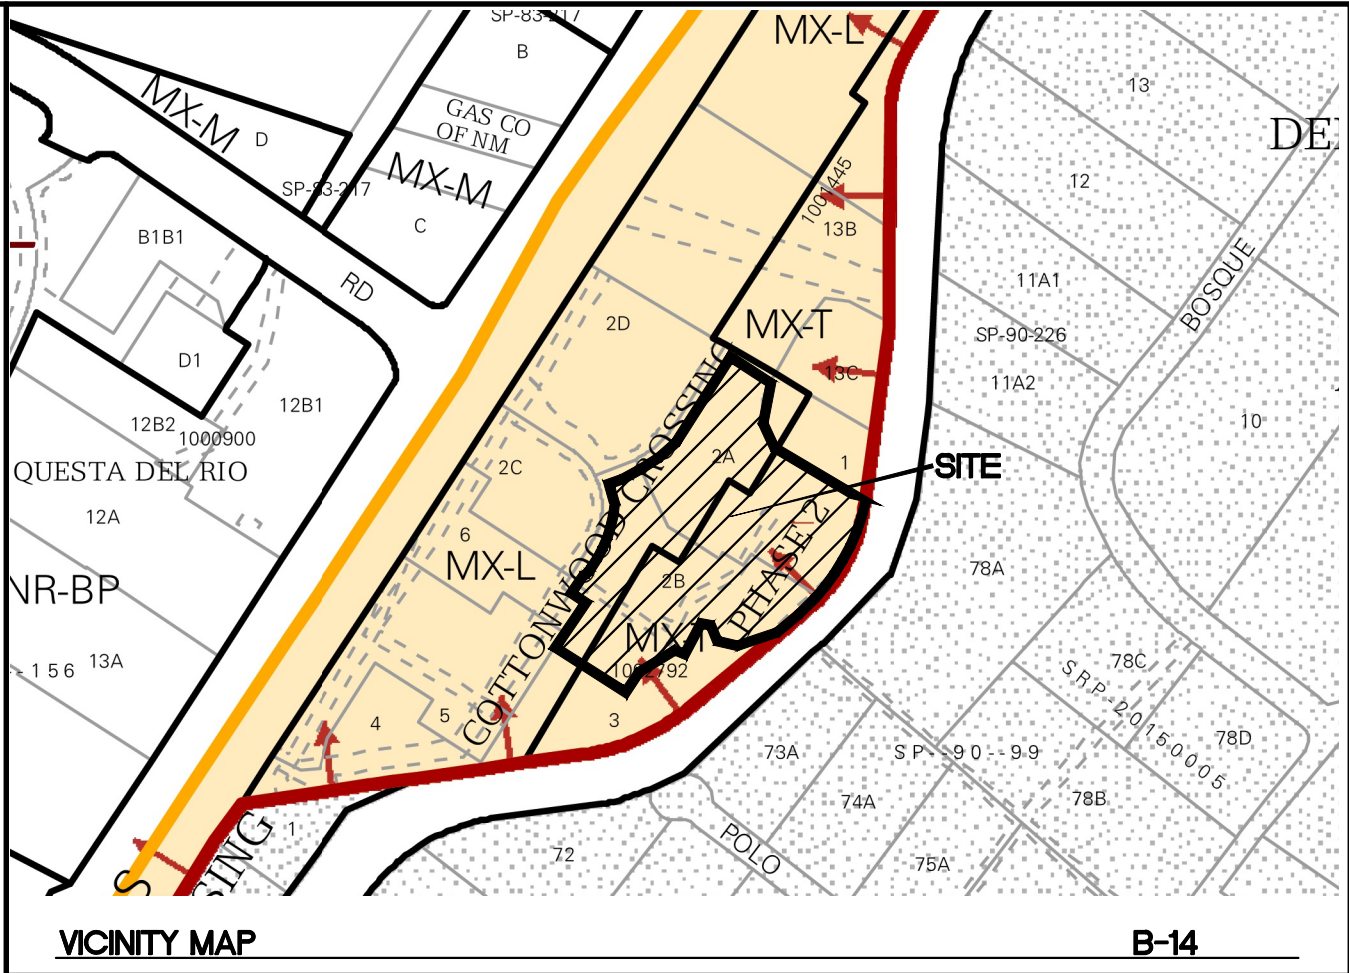 SP-83-217
B
MX-L
13
MX-M
D
GAS CO
OF NM
MX-M
SP-83-217
C
1001445
12
13B
B1B1
RD
BOSQUE
11A1
2D
MX-T
SP-90-226
D1
13C
11A2
12B1
12B2
1000900
10
QUESTA DEL RIO
2C
2A
1
SITE
12A
6
COTTONWOOD CROSSING
PHASE 2
MX-L
78A
NR-BP
2B
13A
156
1002792
78C
SRP-20150005
4
5
3
73A
SP--90--99
78D
74A
78B
1
POLO
72
75A
SING
S
VICINITY MAP
B-14